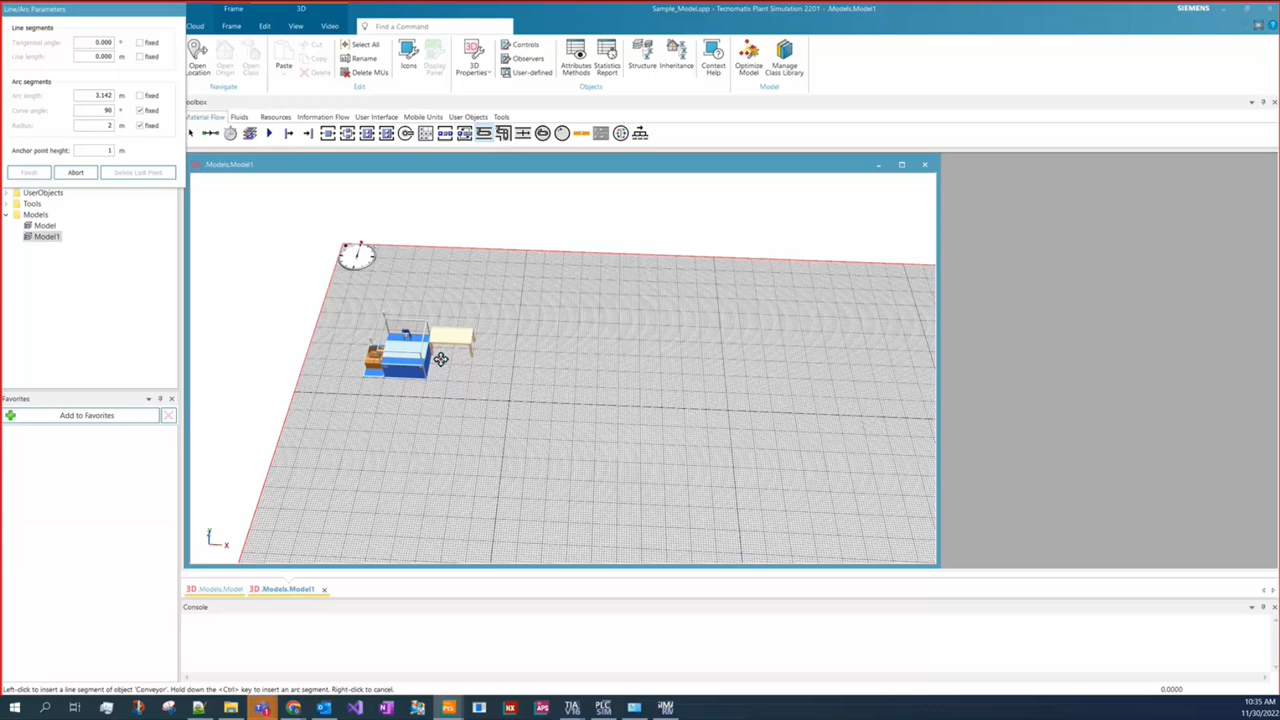 Line/Arc Parameters
Frame
3D
Sample_Model.spp - Tecnomatix Plant Simulation 2201 - .Models.Model1
SIEMENS
Cloud
Frame
Edit
View
Video
Find a Command
Line segments
Tangential angle:
0.000
°
fixed
Line length:
0.000
m
fixed
Arc segments
Arc length:
3.142
m
fixed
Curve angle:
90
°
fixed
Radius:
2
m
fixed
Anchor point height:
1
m
Finish
Abort
Delete Last Point
Open
Location
Open
Origin
Open
Class
Navigate
Paste
Cut
Copy
Delete
Select All
Rename
Delete MUs
Edit
Icons
Display
Panel
3D
Properties
Controls
Observers
User-defined
Attributes
Methods
Statistics
Report
Structure
Inheritance
Context
Help
Objects
Optimize
Model
Manage
Class Library
Model
oolbox
Material Flow
Fluids
Resources
Information Flow
User Interface
Mobile Units
User Objects
Tools
.Models.Model1
UserObjects
Tools
Models
Model
Model1
Favorites
Add to Favorites
X
3D .Models.Model
3D .Models.Model1
Console
Left-click to insert a line segment of object 'Conveyor'. Hold down the <Ctrl> key to insert an arc segment. Right-click to cancel.
0.0000
10:35 AM
11/30/2022